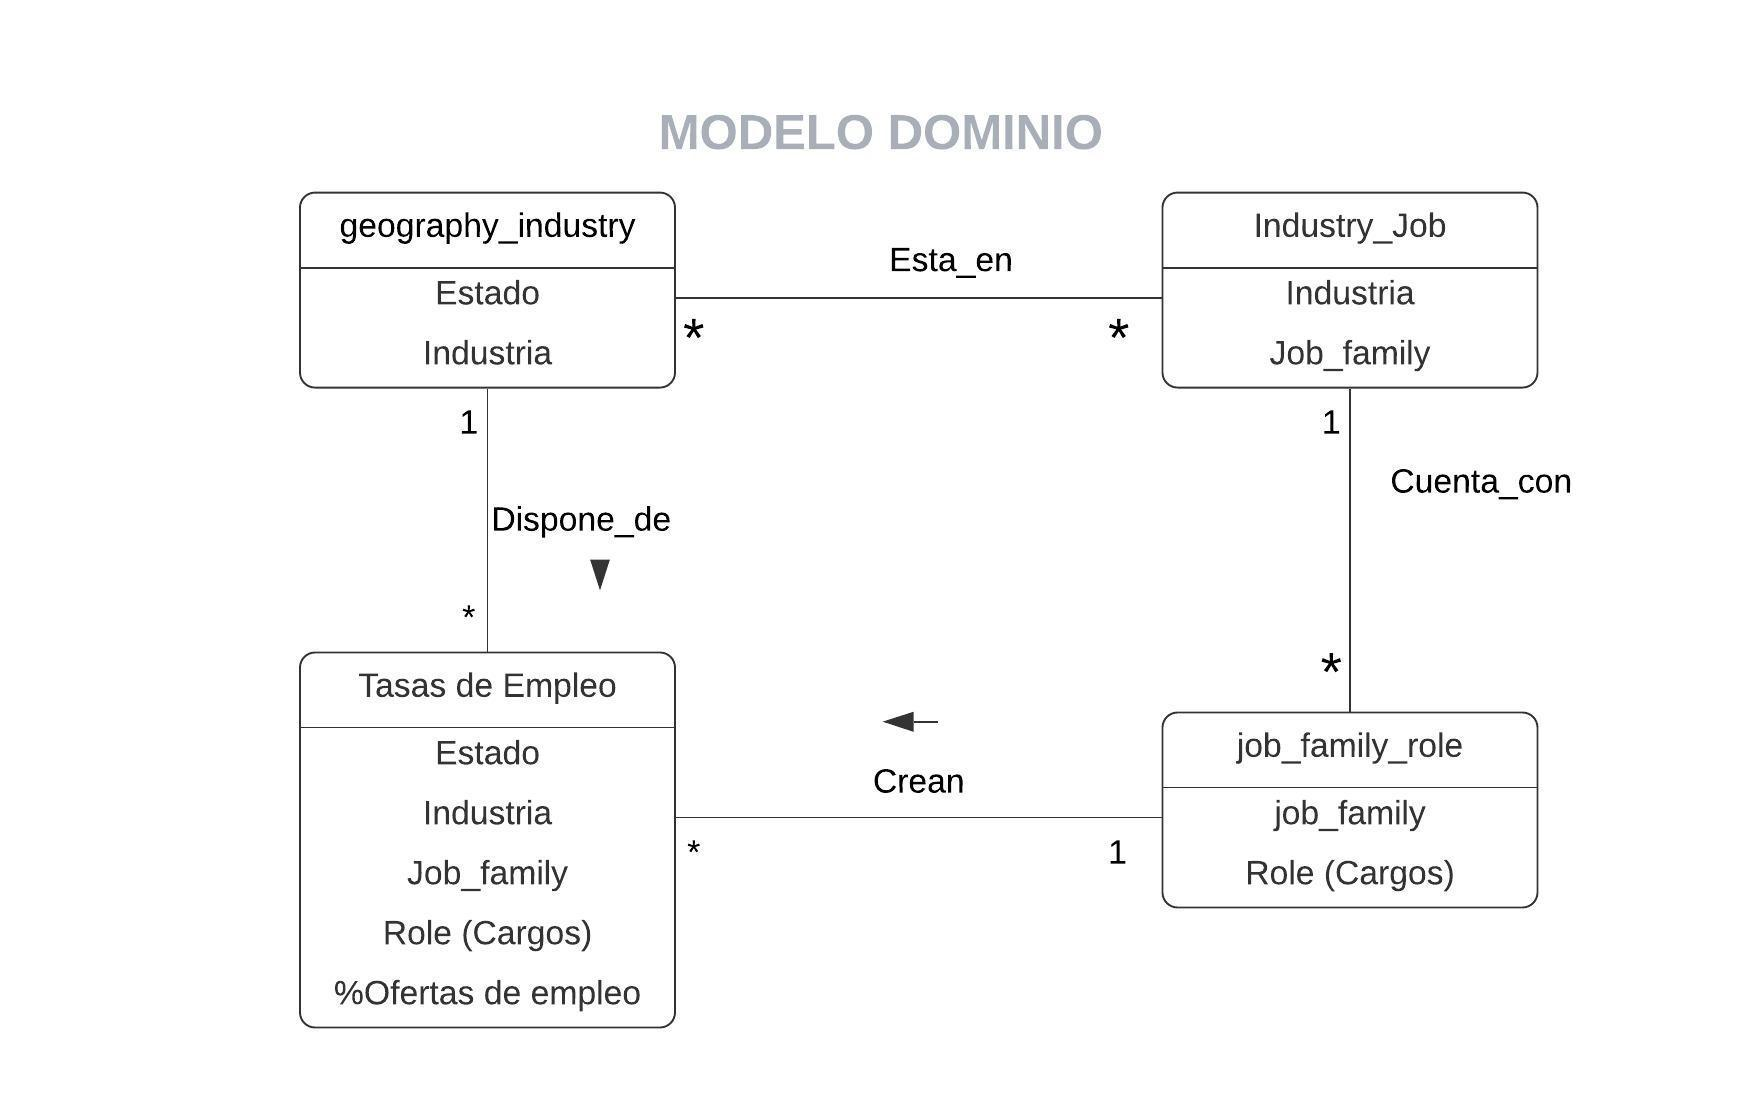 MODELO DOMINIO
geography_industry
Estado
Industria
Esta_en
*
*
Industry_Job
Industria
Job_family
1
Dispone_de
*
1
Cuenta_con
*
Tasas de Empleo
Estado
Industria
Job_family
Role (Cargos)
%Ofertas de empleo
Crean
*
1
job_family_role
job_family
Role (Cargos)